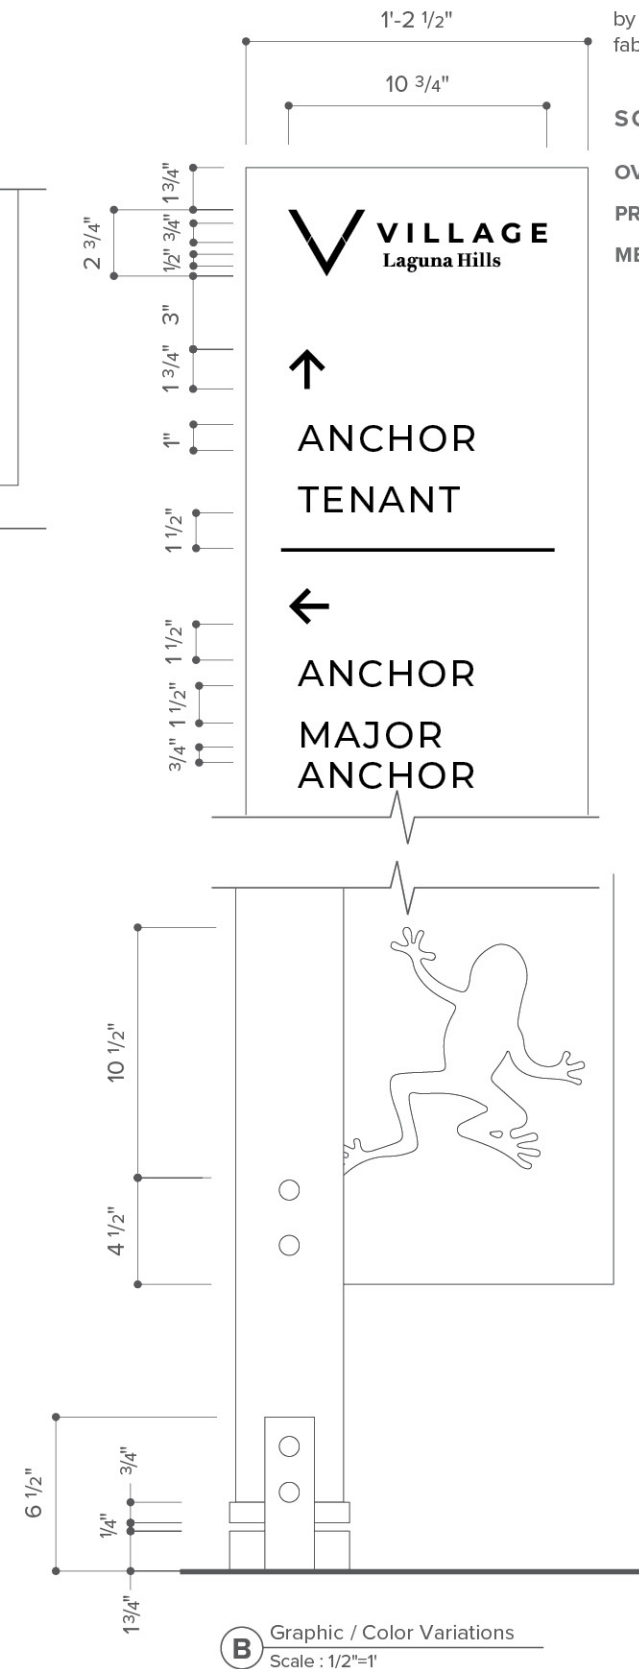 1'-2 1/2"
by
fab
10 3/4"
SC
OV
PR
ME
1 3/4"
2 3/4"
3/4"
1/2"
3"
1 3/4"
1"
1 1/2"
1 1/2"
1 1/2"
3/4"
VILLAGE
Laguna Hills
↑
ANCHOR
TENANT
←
ANCHOR
MAJOR
ANCHOR
10 1/2"
4 1/2"
6 1/2"
3/4"
1/4"
1 3/4"
B
Graphic / Color Variations
Scale : 1/2"=1'